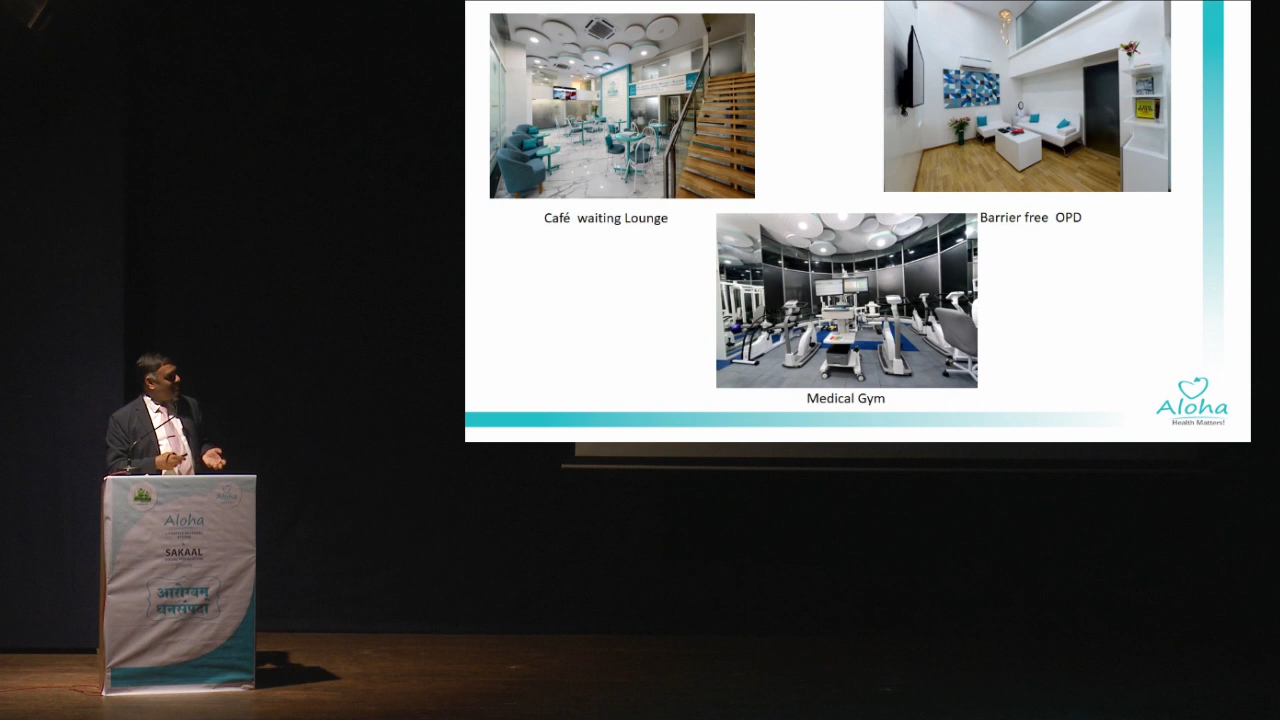 Café waiting Lounge
Barrier free OPD
Medical Gym
Aloha
Health Matters!
Aloha
SAKAAL
आरोग्यम्
धनसंपदा